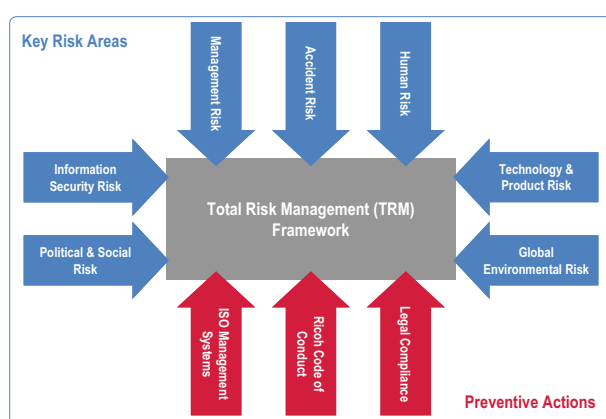 Key Risk Areas
Management Risk
Accident Risk
Human Risk
Information
Security Risk
Technology &
Product Risk
Total Risk Management (TRM)
Framework
Political & Social
Risk
Global
Environmental Risk
ISO Management
Systems
Ricoh Code of
Conduct
Legal Compliance
Preventive Actions